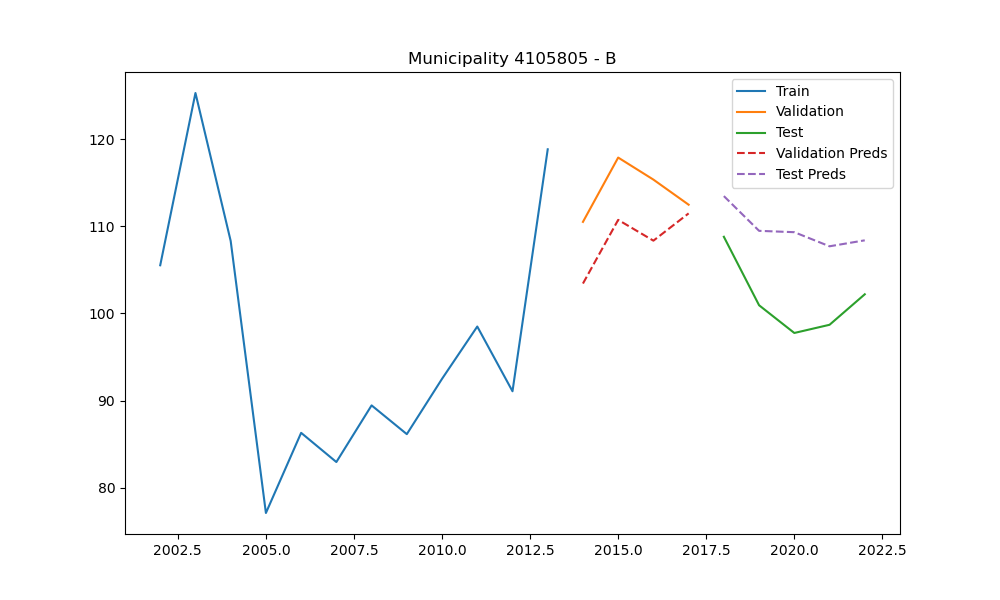 Municipality 4105805 - B
Train
Validation
Test
Validation Preds
Test Preds
120
110
100
90
80
2002.5 2005.0 2007.5 2010.0 2012.5 2015.0 2017.5 2020.0 2022.5